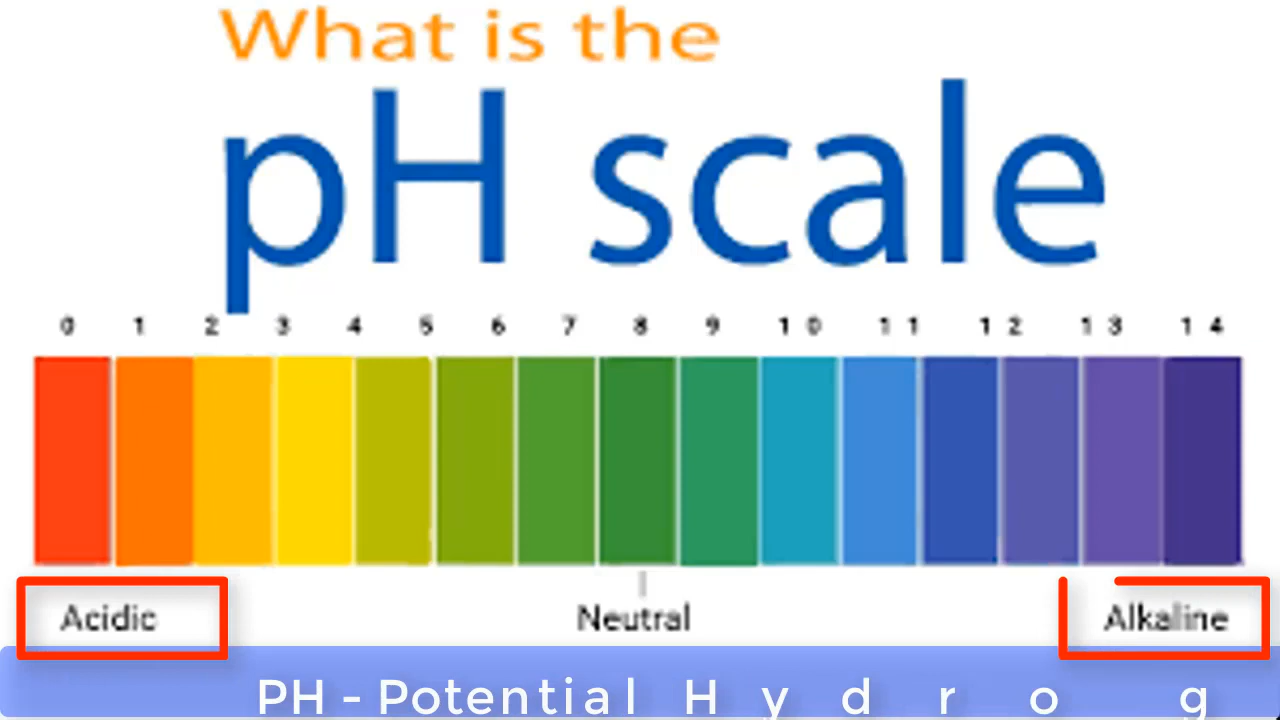 What is the
pH scale
0 1 2 3 4 5 6 7 8 9 10 11 12 13 14
Acidic Neutral Alkaline
PH - Potential Hydrog